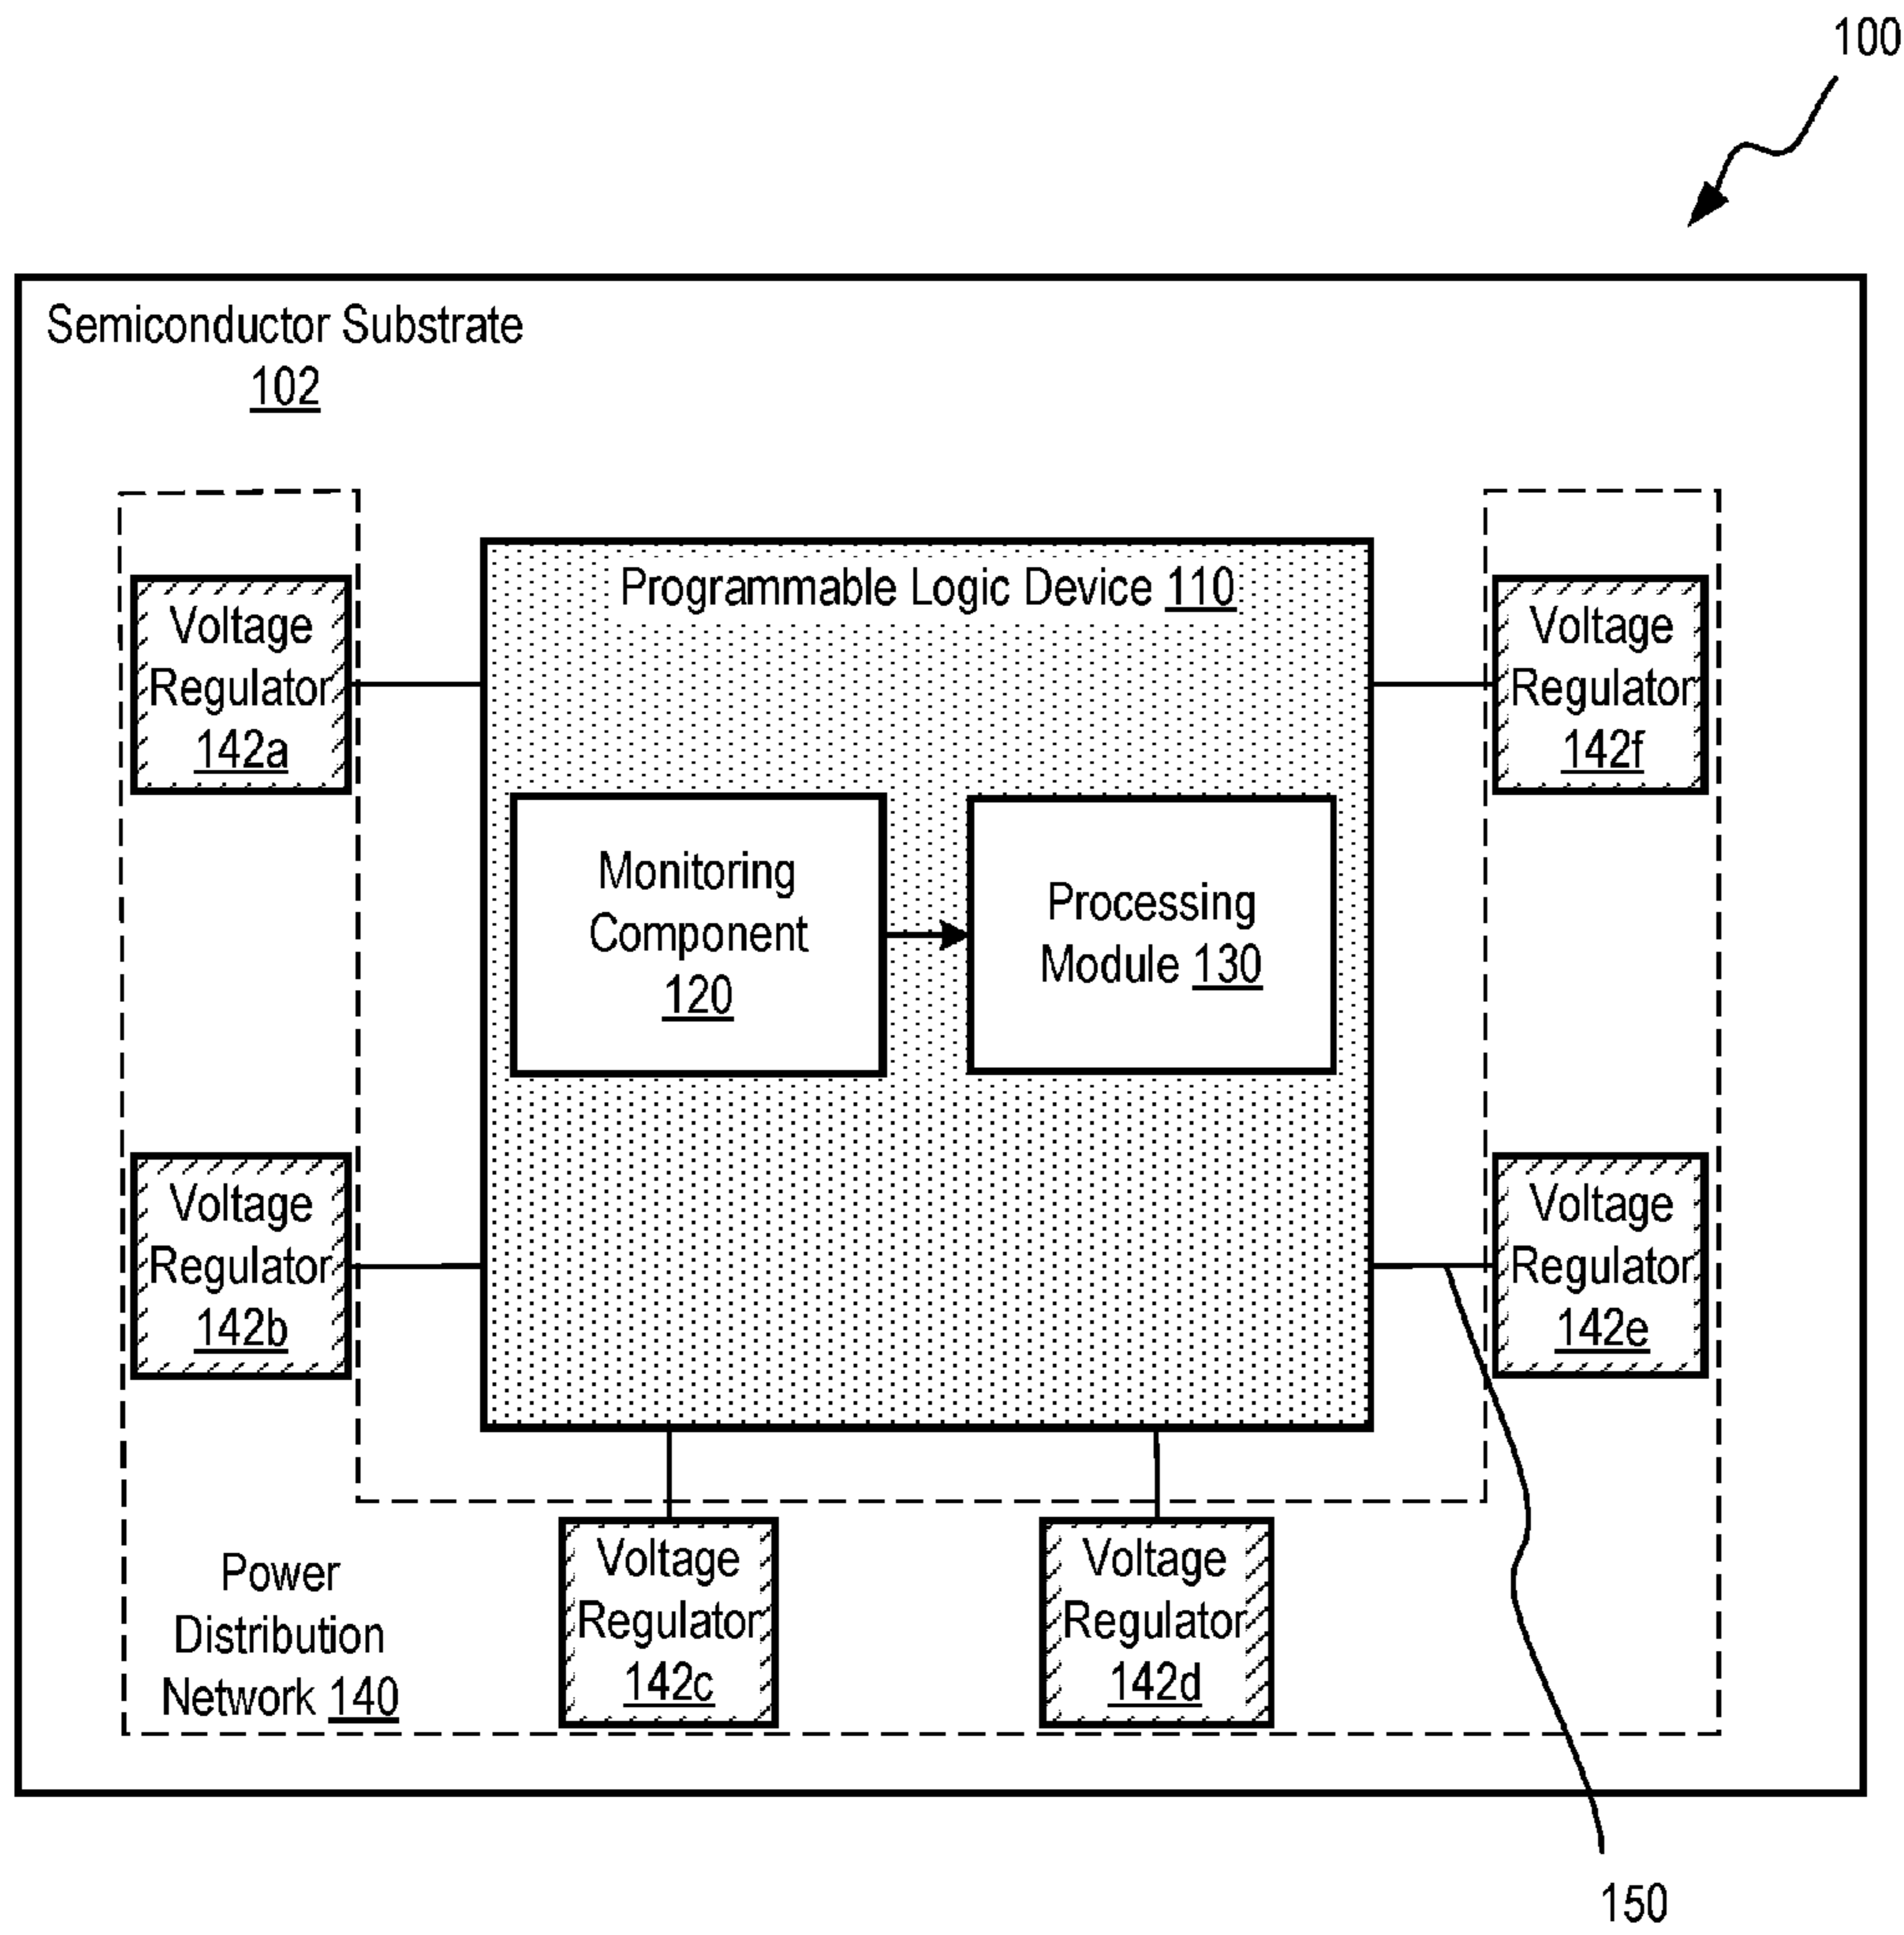 100
Semiconductor Substrate
102
Programmable Logic Device 110
Voltage
Regulator
142a
Voltage
Regulator
142f
Monitoring
Component
120
Processing
Module 130
Voltage
Regulator
142b
Voltage
Regulator
142e
Power
Distribution
Network 140
Voltage
Regulator
142c
Voltage
Regulator
142d
150